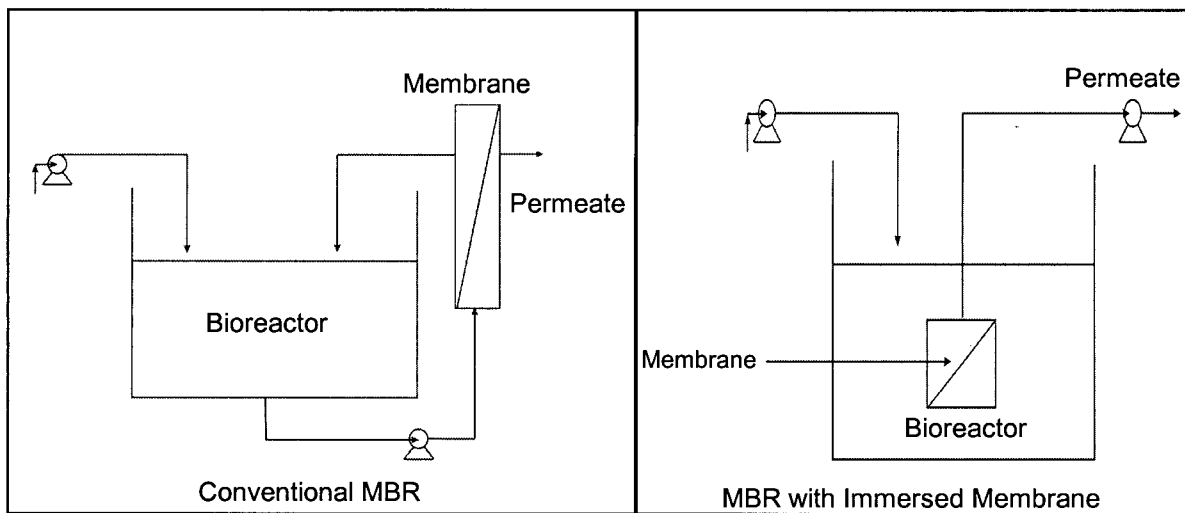 Membrane
Permeate
Bioreactor
Conventional MBR
Permeate
Membrane
Bioreactor
MBR with Immersed Membrane